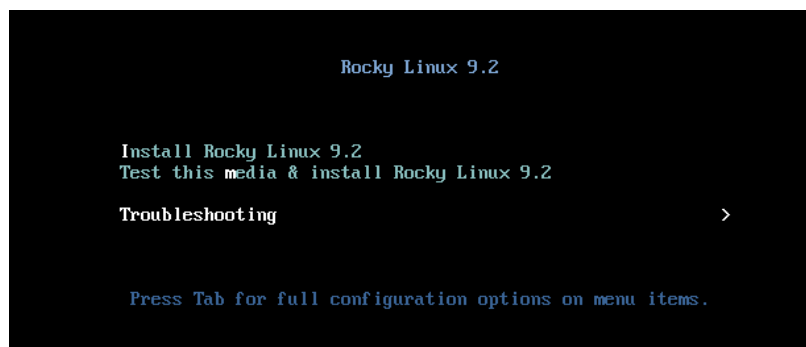 Rocky Linux 9.2
Install Rocky Linux 9.2
Test this media & install Rocky Linux 9.2
Troubleshooting >
Press Tab for full configuration options on menu items.